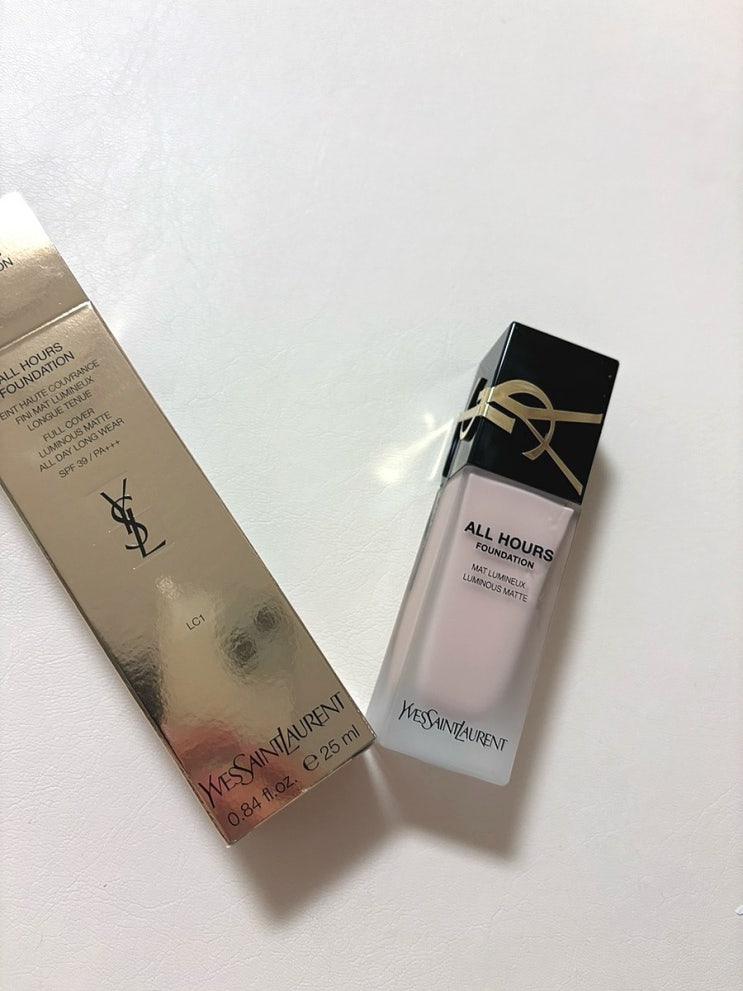 ON
ALL HOURS
FOUNDATION
EINT HAUTE COUVRANCE
FINI MAT LUMINEUX
LONGUE TENUE
FULL COVER
LUMINOUS MATTE
ALL DAY LONG WEAR
SPF 39 / PA+++
YSL
LC1
YVESSAINTLAURENT
0.84 fl.oz. e 25 ml
ALL HOURS
FOUNDATION
MAT LUMINEUX
LUMINOUS MATTE
YVESSAINTLAURENT